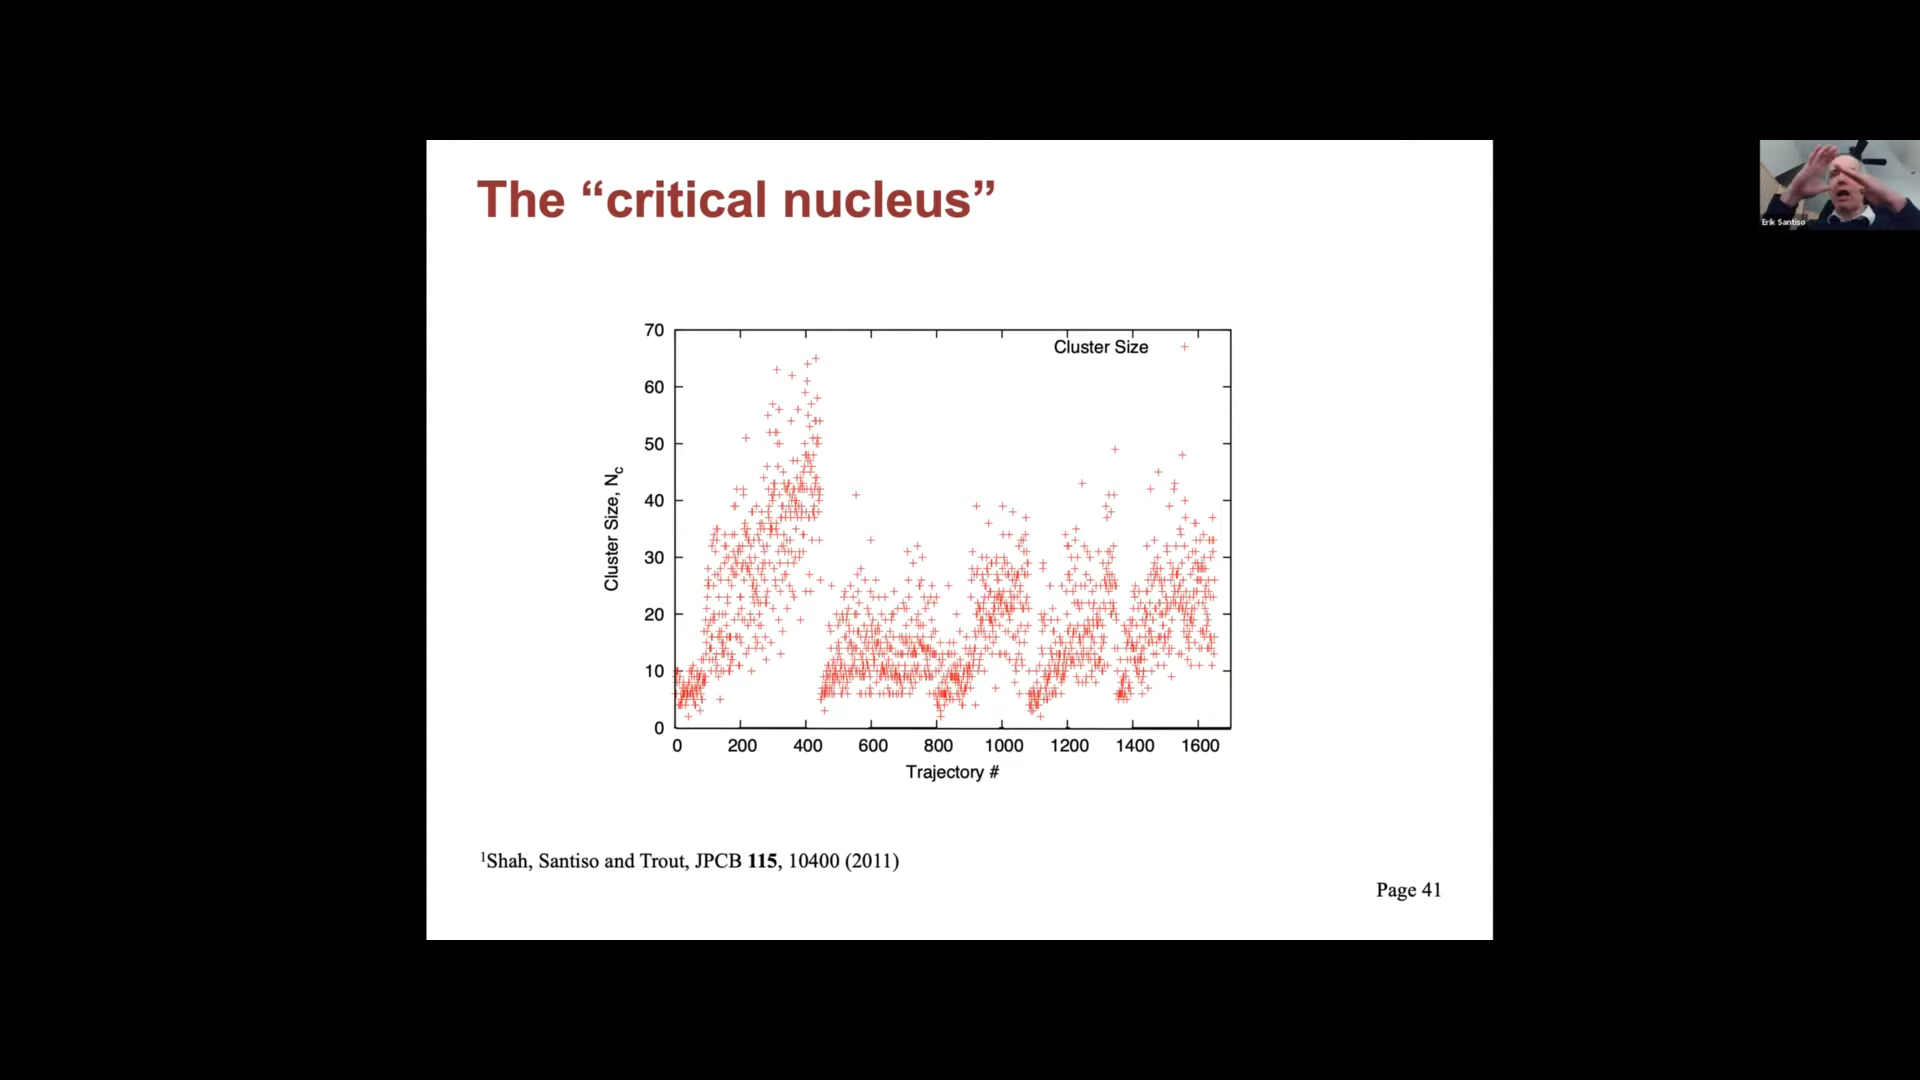 The “critical nucleus”
Erik Santiso
70
Cluster Size
60
50
40
30
20
10
0
Cluster Size, Nc
0 200 400 600 800 1000 1200 1400 1600
Trajectory #
1Shah, Santiso and Trout, JPCB 115, 10400 (2011)
Page 41